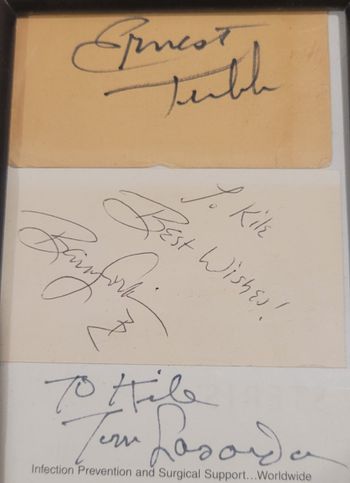 Ernest
Tubb
To Kile
Best Wishes!
To Kile
Tom Lasorda
Infection Prevention and Surgical Support...Worldwide